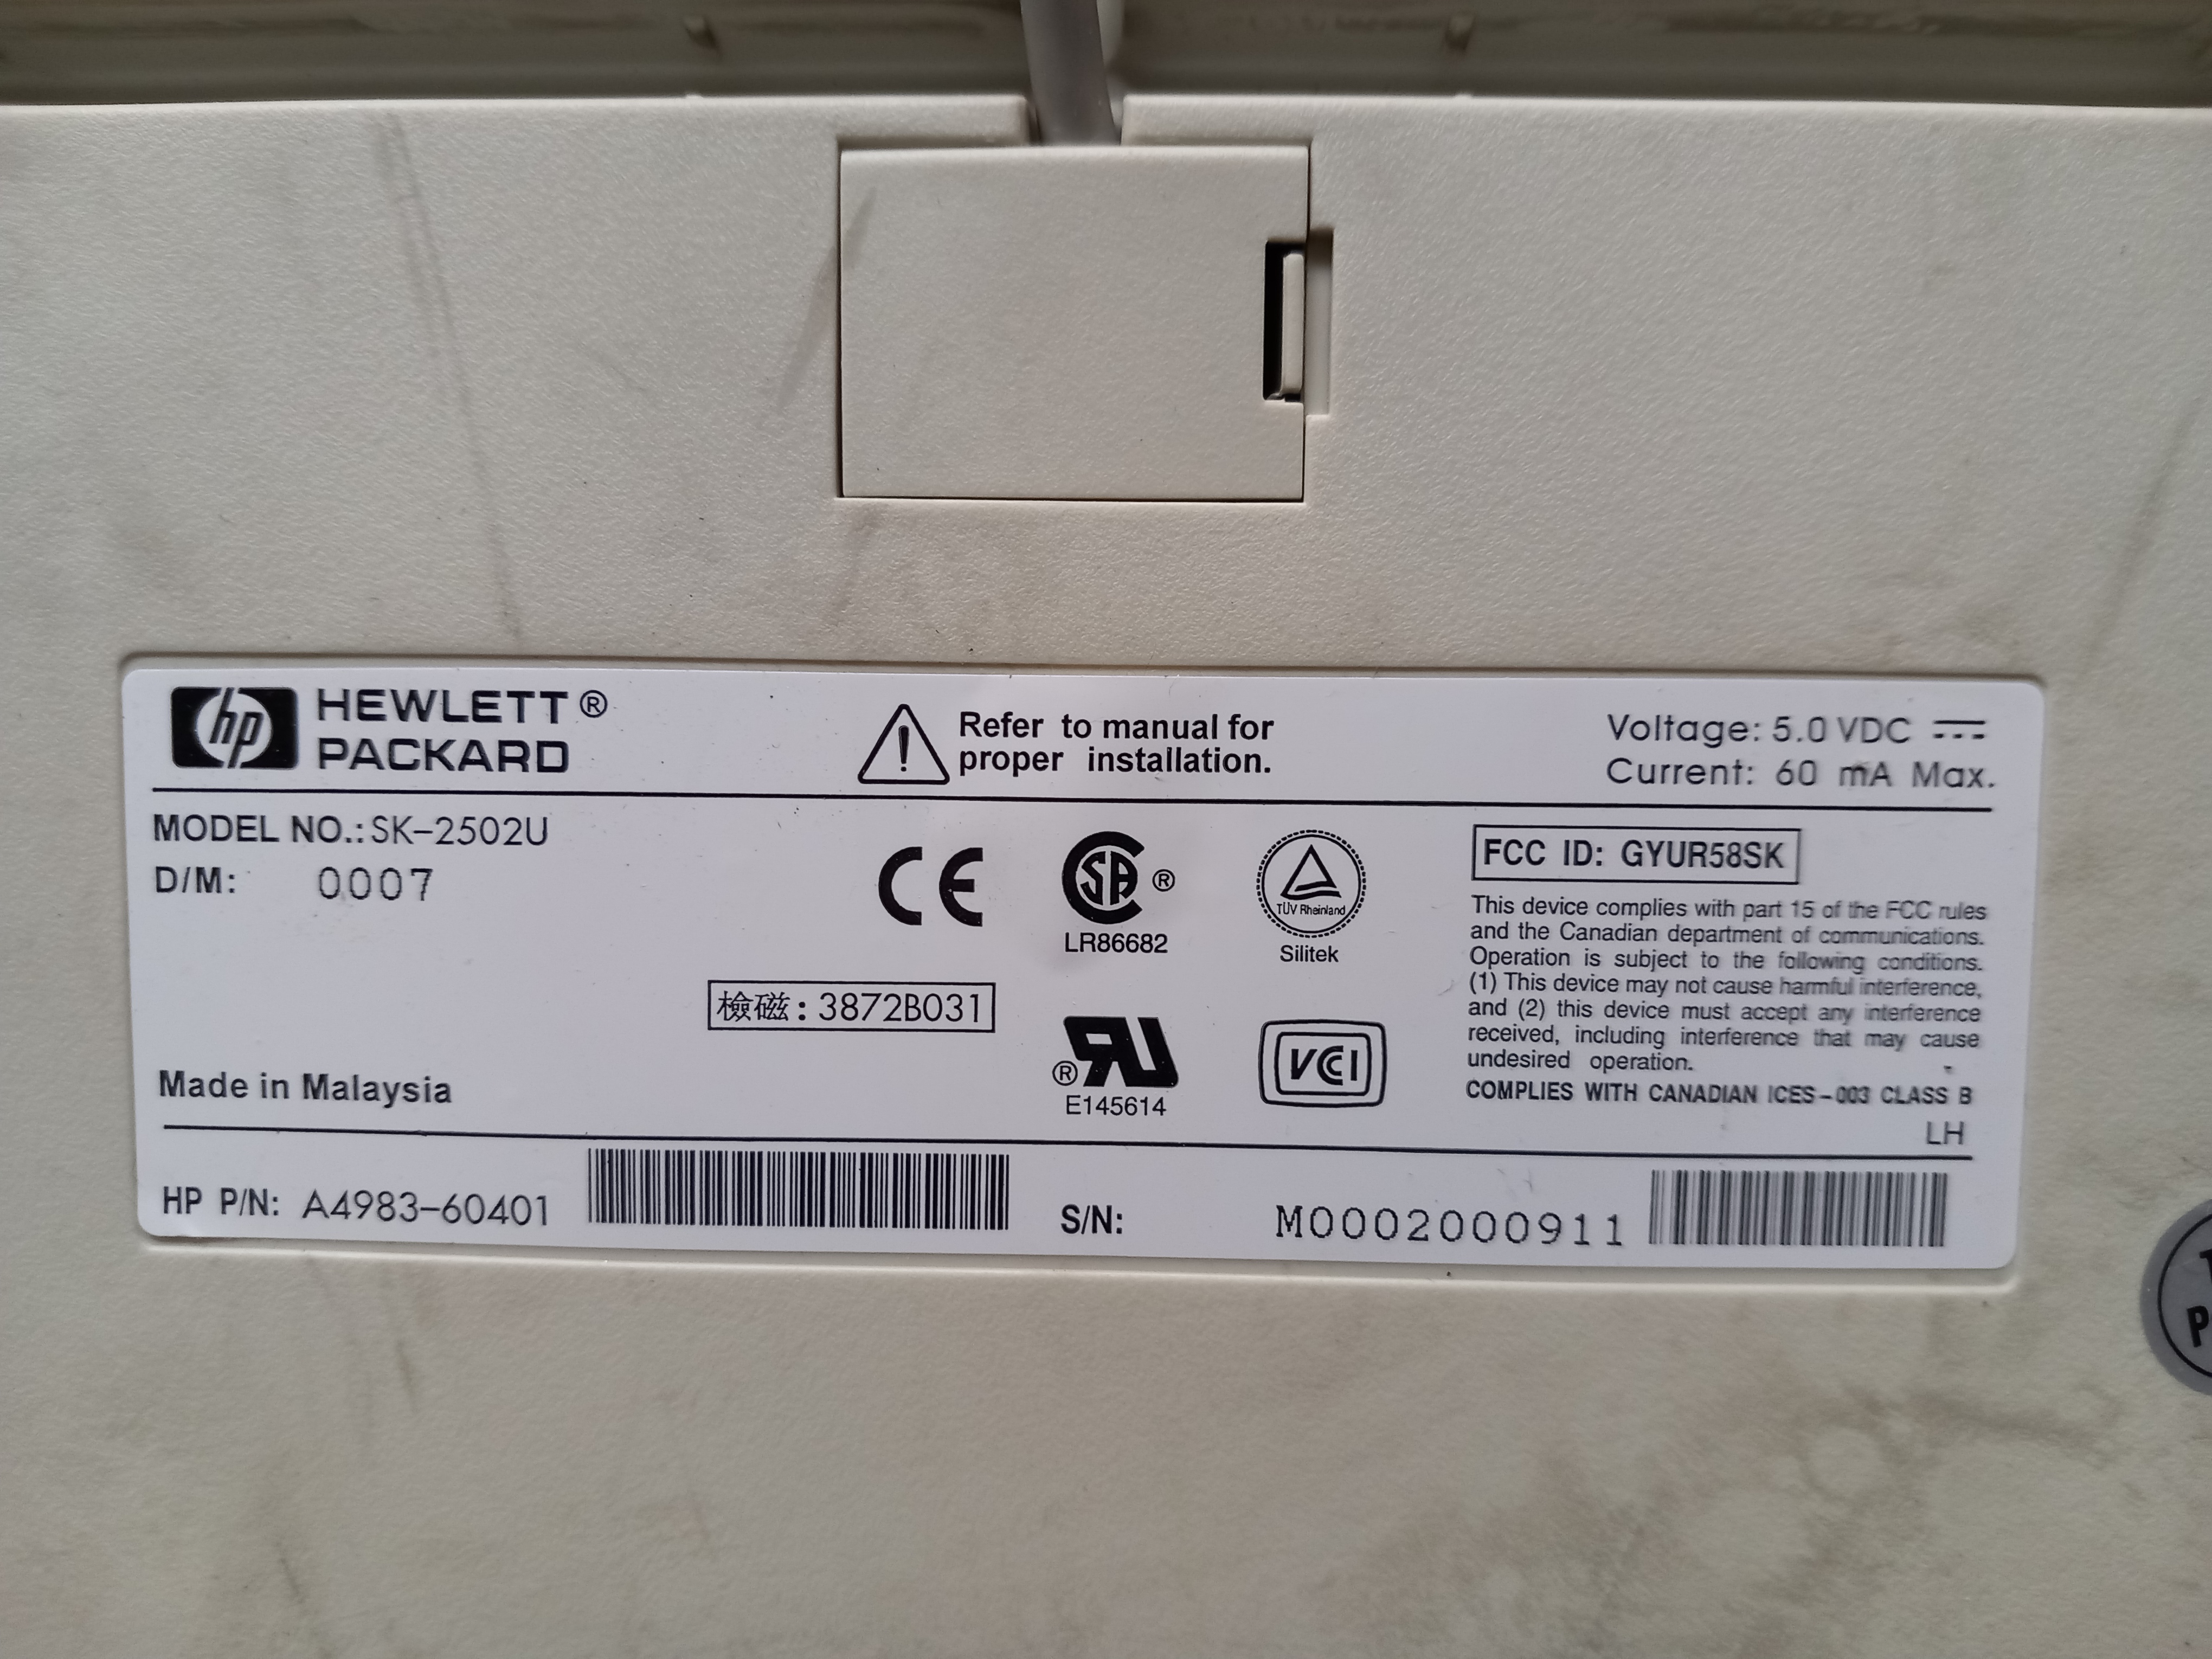 hp HEWLETT®
PACKARD
Refer to manual for
proper installation.
Voltage: 5.0 VDC
Current: 60 mA Max.
MODEL NO.: SK-2502U
D/M: 0007
CE
SA ®
LR86682
TÜV Rheinland
Silitek
FCC ID: GYUR58SK
This device complies with part 15 of the FCC rules
and the Canadian department of communications.
Operation is subject to the following conditions.
(1) This device may not cause harmful interference,
and (2) this device must accept any interference
received, including interference that may cause
undesired operation.
COMPLIES WITH CANADIAN ICES-003 CLASS B
LH
檢磁:3872B031
® RU
E145614
VCI
Made in Malaysia
HP P/N: A4983-60401
S/N: M0002000911